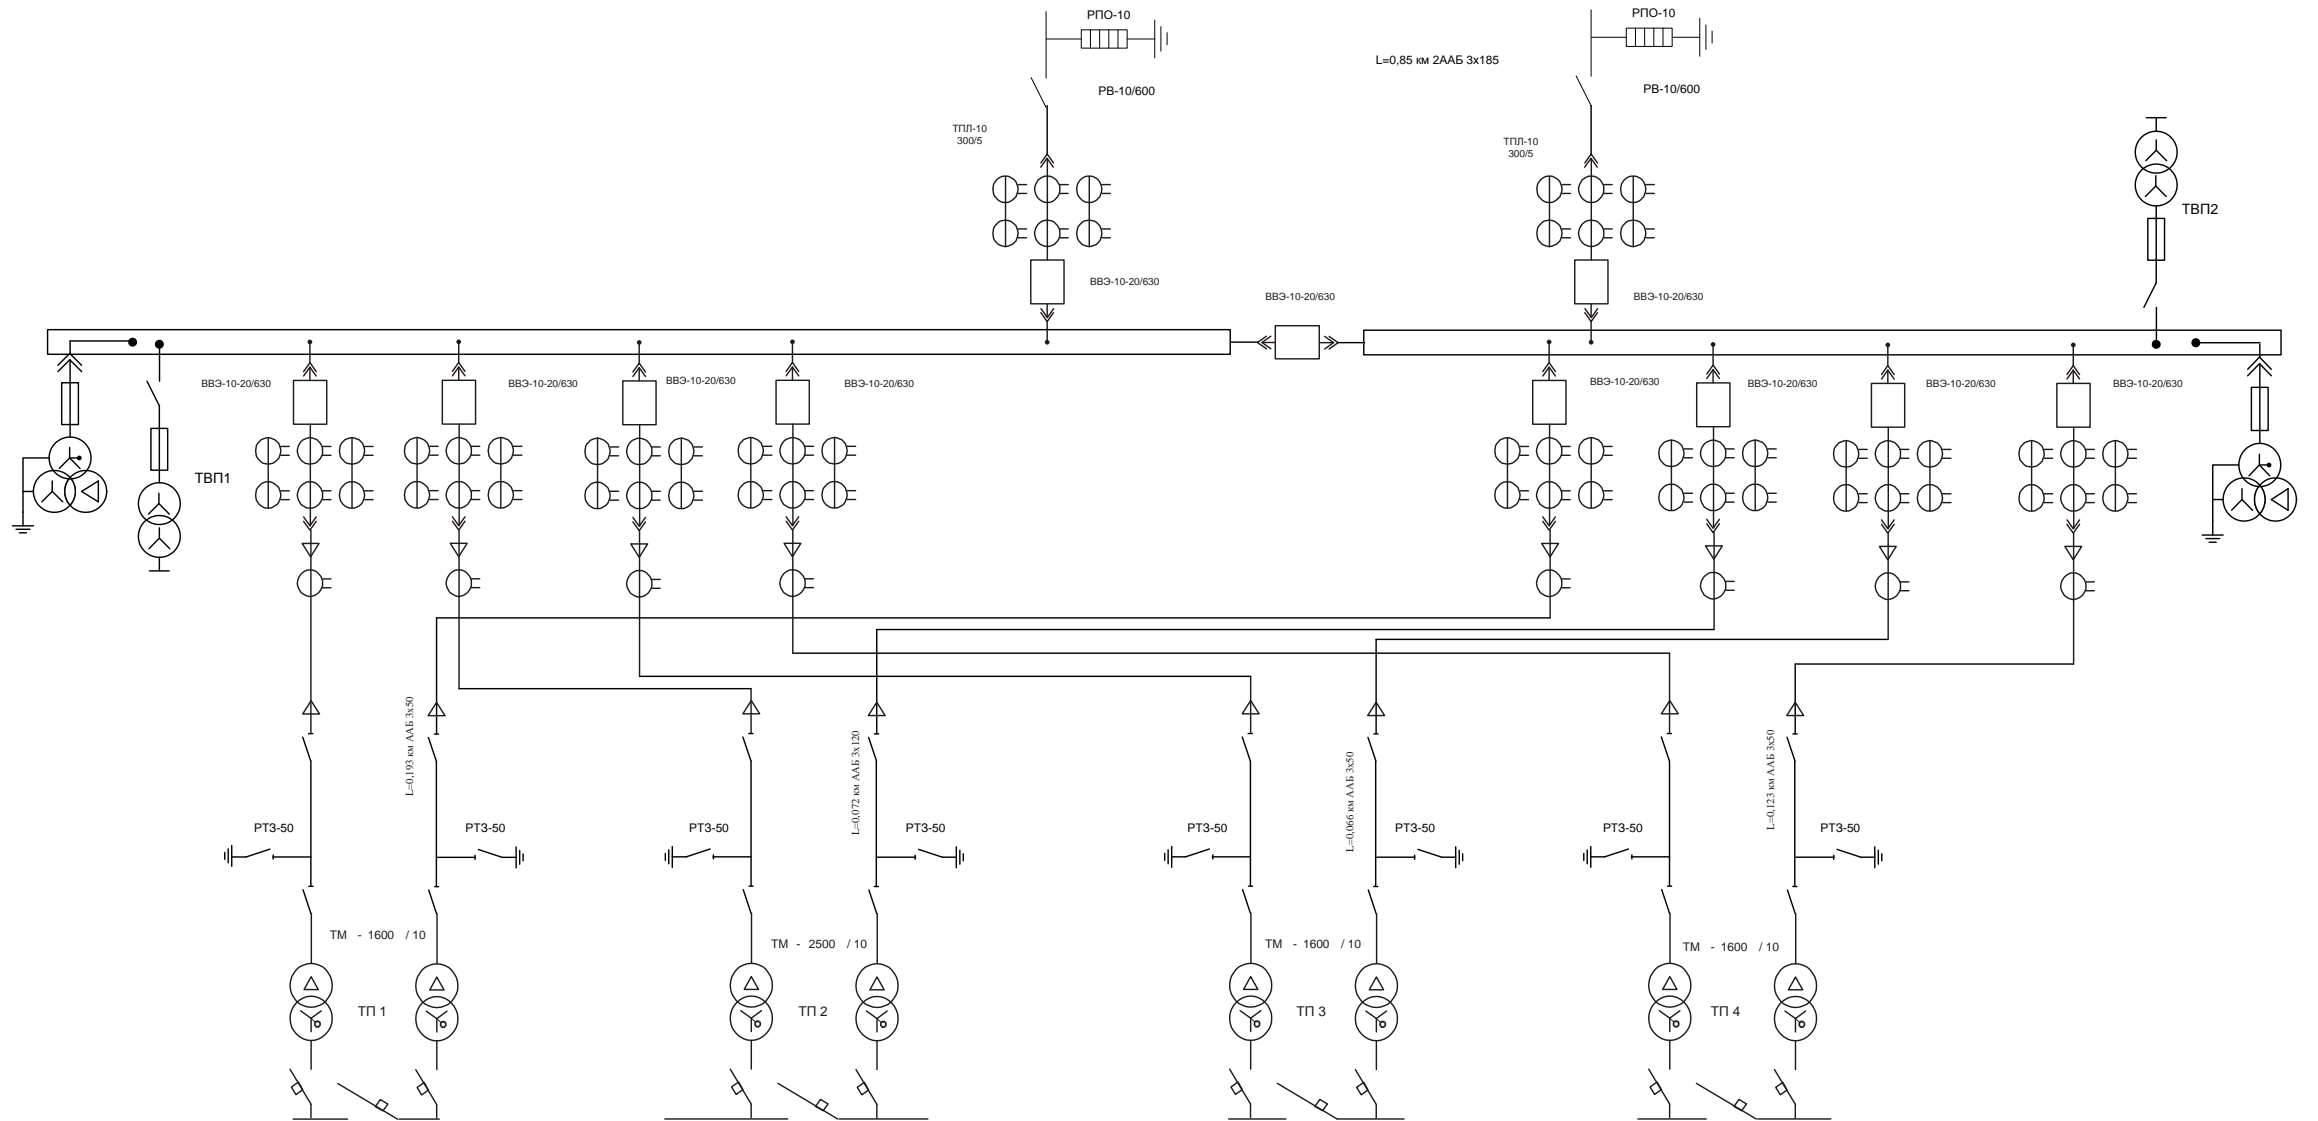 РПО-10
РПО-10
L=0,85 км 2ААБ 3х185
РВ-10/600
РВ-10/600
ТПЛ-10
300/5
ТПЛ-10
300/5
ТВП2
ВВЭ-10-20/630
ВВЭ-10-20/630
ВВЭ-10-20/630
ВВЭ-10-20/630
ВВЭ-10-20/630
ВВЭ-10-20/630
ВВЭ-10-20/630
ВВЭ-10-20/630
ВВЭ-10-20/630
ВВЭ-10-20/630
ВВЭ-10-20/630
ТВП1
L=0,193 км ААБ 3х50
L=0,072 км ААБ 3х120
L=0,066 км ААБ 3х50
L=0,123 км ААБ 3х50
РТЗ-50
РТЗ-50
РТЗ-50
РТЗ-50
РТЗ-50
РТЗ-50
РТЗ-50
РТЗ-50
ТМ - 1600 / 10
ТМ - 2500 / 10
ТМ - 1600 / 10
ТМ - 1600 / 10
ТП 1
ТП 2
ТП 3
ТП 4